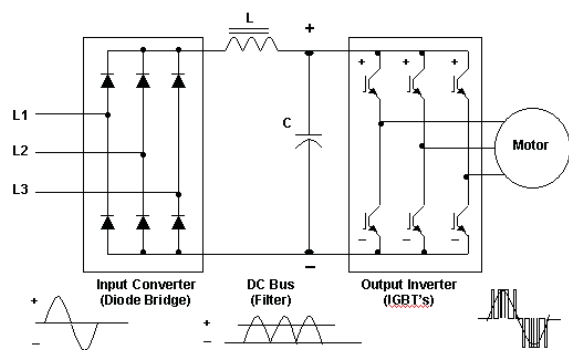 L
+
L1
L2
L3
C
+
+
+
Motor
−
−
−
−
Input Converter
(Diode Bridge)
DC Bus
(Filter)
Output Inverter
(IGBT's)
+
−
+
−